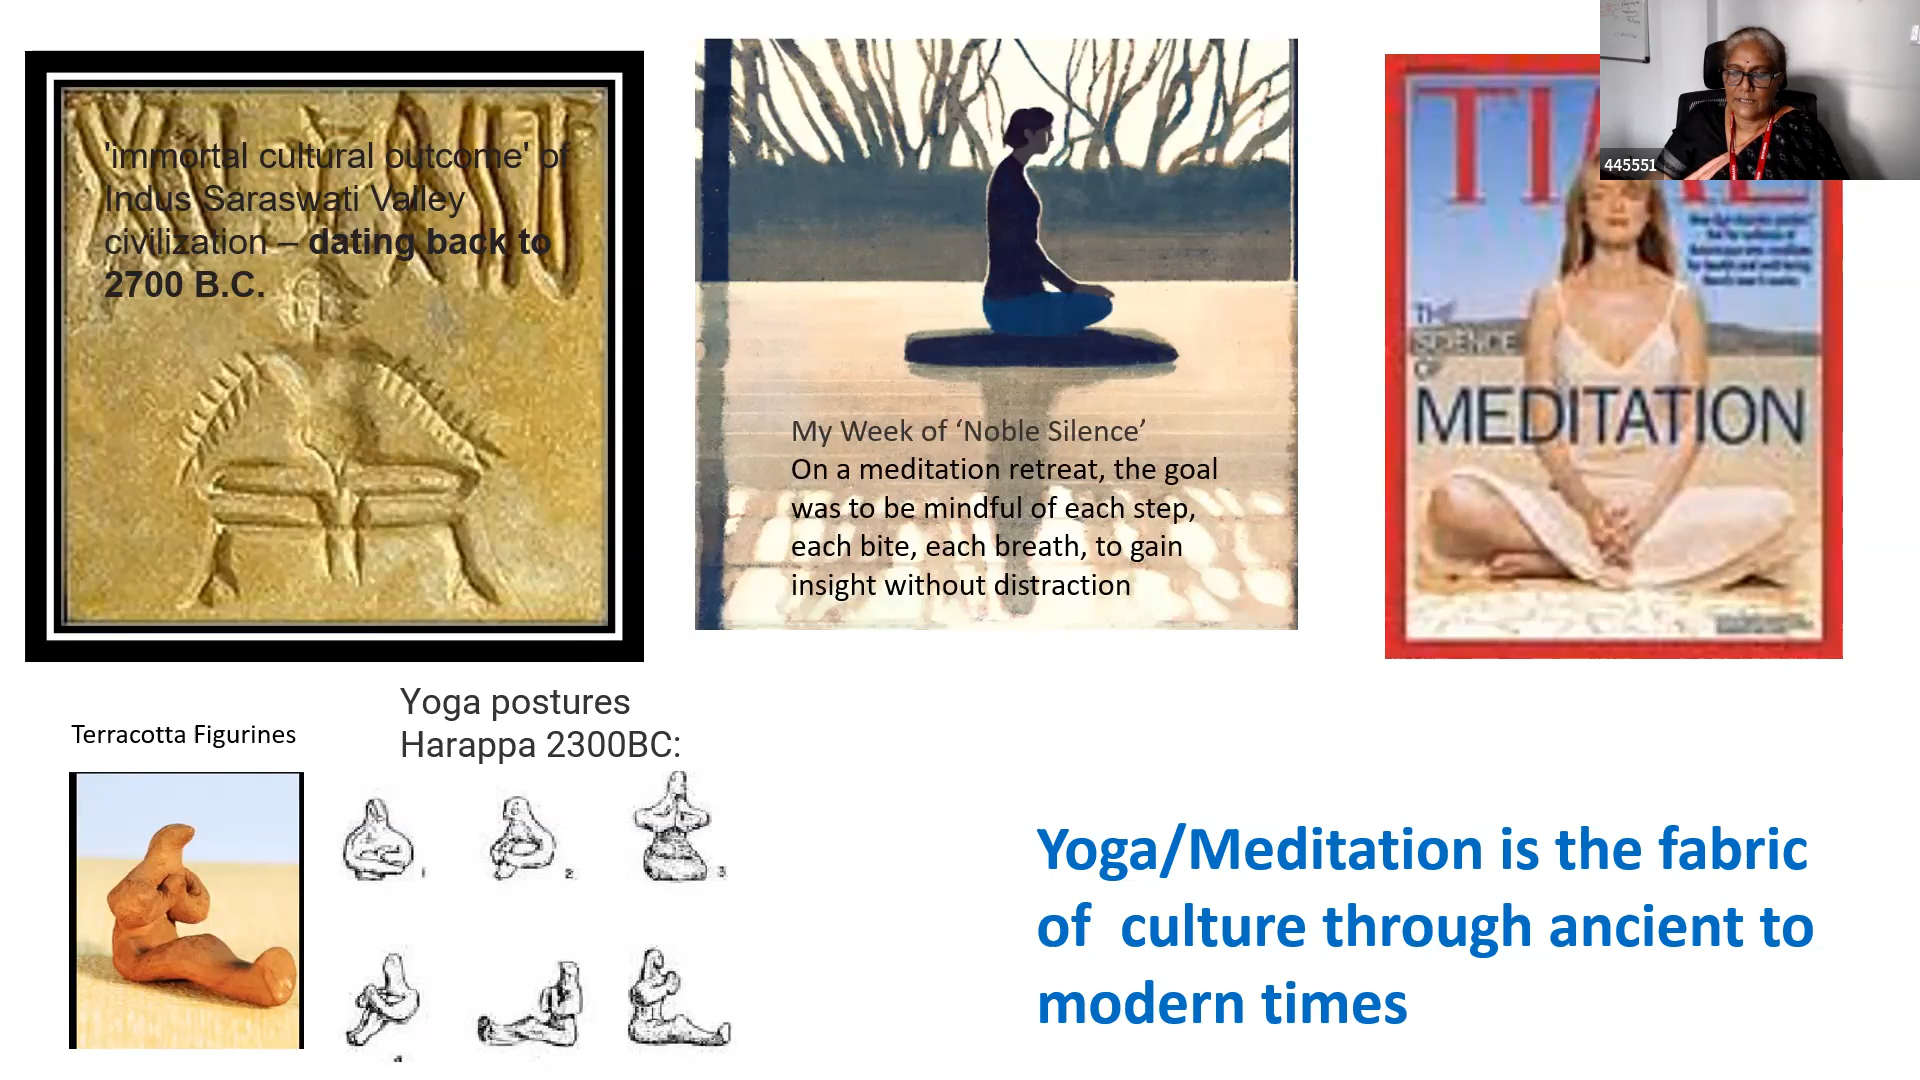 'immortal cultural outcome' of
Indus Saraswati Valley
civilization – dating back to
2700 B.C.
My Week of ‘Noble Silence’
On a meditation retreat, the goal
was to be mindful of each step,
each bite, each breath, to gain
insight without distraction
THE
SCIENCE
OF
MEDITATION
445551
Terracotta Figurines
Yoga postures
Harappa 2300BC:
1
2
3
Yoga/Meditation is the fabric
of  culture through ancient to
modern times